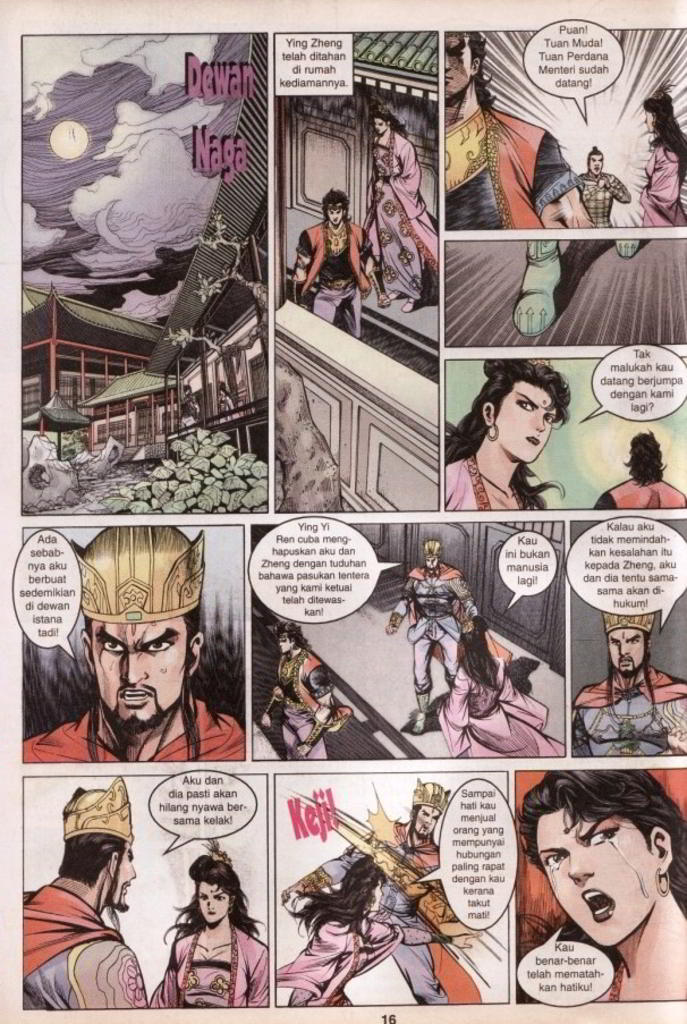 Dewan
Naga
Ying Zheng
telah ditahan
di rumah
kediamannya.
Puan!
Tuan Muda!
Tuan Perdana
Menteri sudah
datang!
Tak
malukah kau
datang berjumpa
dengan kami
lagi?
Ada
sebab-
nya aku
berbuat
sedemikian
di dewan
istana
tadi!
Ying Yi
Ren cuba meng-
hapuskan aku dan
Zheng dengan tuduhan
bahawa pasukan tentera
yang kami ketuai
telah ditewas-
kan!
Kau
ini bukan
manusia
lagi!
Kalau aku
tidak memindah-
kan kesalahan itu
kepada Zheng, aku
dan dia tentu sama-
sama akan di-
hukum!
Aku dan
dia pasti akan
hilang nyawa ber-
sama kelak!
Keji!
Sampai
hati kau
menjual
orang yang
mempunyai
hubungan
paling rapat
dengan kau
kerana
takut
mati!
Kau
benar-benar
telah mematah-
kan hatiku!
16